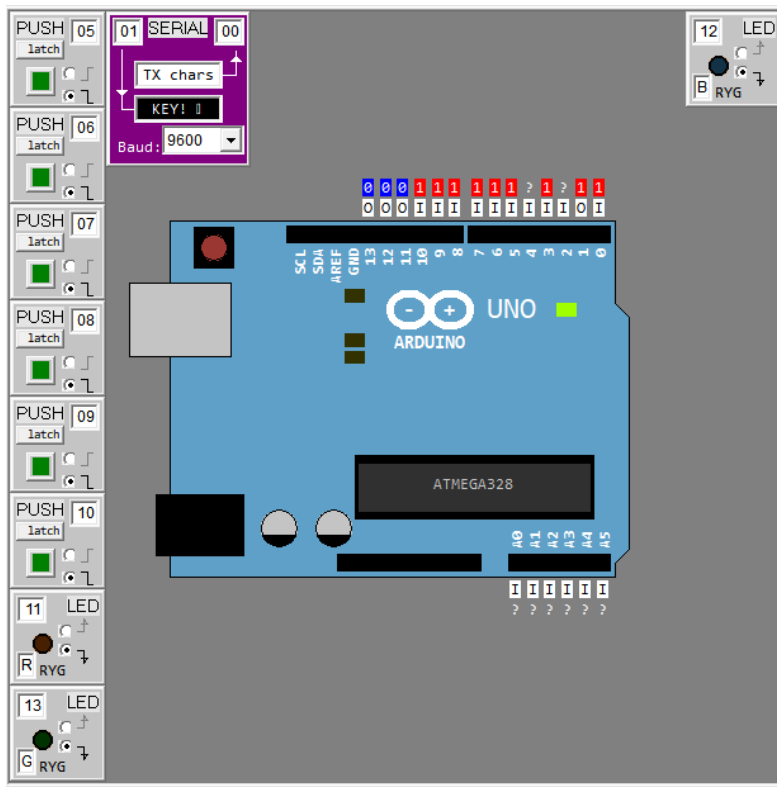 PUSH 05
latch
PUSH 06
latch
PUSH 07
latch
PUSH 08
latch
PUSH 09
latch
PUSH 10
latch
11 LED
R RYG
13 LED
G RYG
01 SERIAL 00
TX chars
KEY!
Baud: 9600
12 LED
B RYG
0 0 0 1 1 1 1 1 1 ? 1 ? 1 1
O O O I I I I I I I I I O I
SCL SDA AREF GND 13 12 11 10 9 8 7 6 5 4 3 2 1 0
- + UNO
ARDUINO
ATMEGA328
A0 A1 A2 A3 A4 A5
I I I I I I
? ? ? ? ? ?